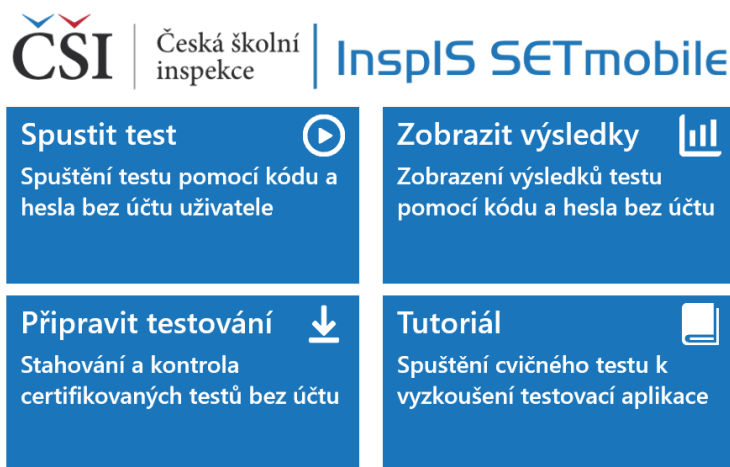 ČŠI
Česká školní
inspekce
InspIS SETmobile
Spustit test
Spuštění testu pomocí kódu a
hesla bez účtu uživatele
Zobrazit výsledky
Zobrazení výsledků testu
pomocí kódu a hesla bez účtu
Připravit testování
Stahování a kontrola
certifikovaných testů bez účtu
Tutoriál
Spuštění cvičného testu k
vyzkoušení testovací aplikace